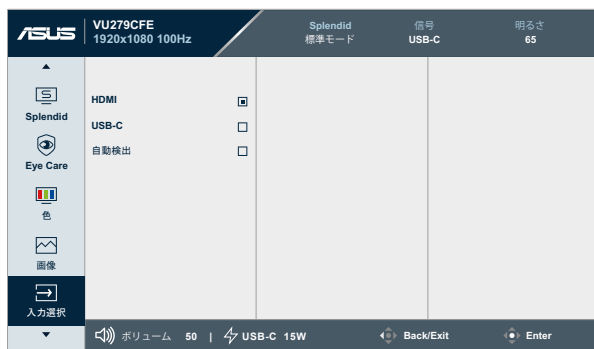 ASUS
VU279CFE
1920x1080 100Hz
Splendid
標準モード
信号
USB-C
明るさ
65
Splendid
Eye Care
色
画像
入力選択
HDMI
USB-C
自動検出
ボリューム 50 | USB-C 15W
Back/Exit
Enter